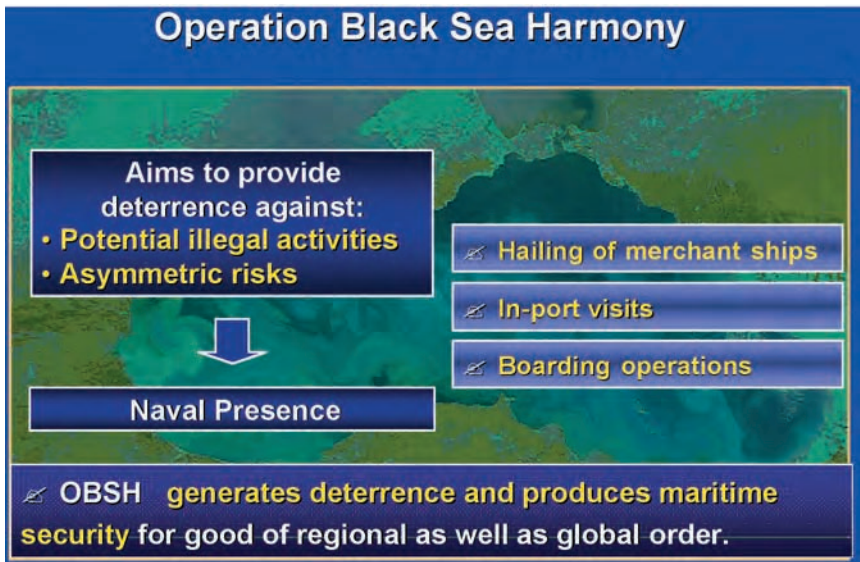 Operation Black Sea Harmony
Aims to provide
deterrence against:
• Potential illegal activities
• Asymmetric risks
Naval Presence
Hailing of merchant ships
In-port visits
Boarding operations
OBSH generates deterrence and produces maritime
security for good of regional as well as global order.